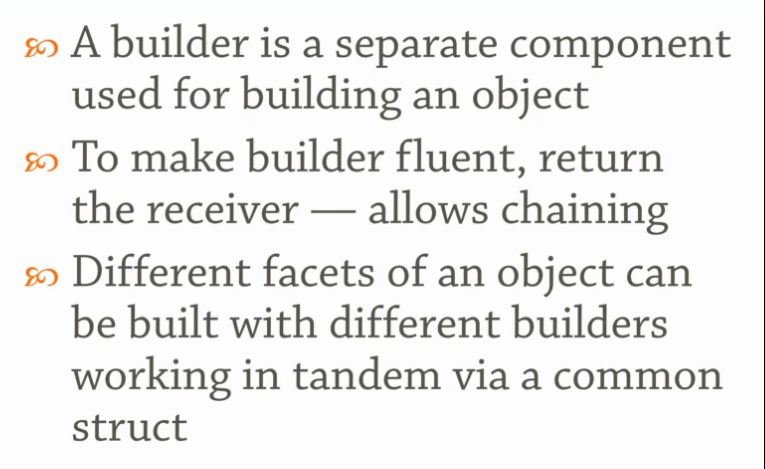 A builder is a separate component
used for building an object
To make builder fluent, return
the receiver — allows chaining
Different facets of an object can
be built with different builders
working in tandem via a common
struct